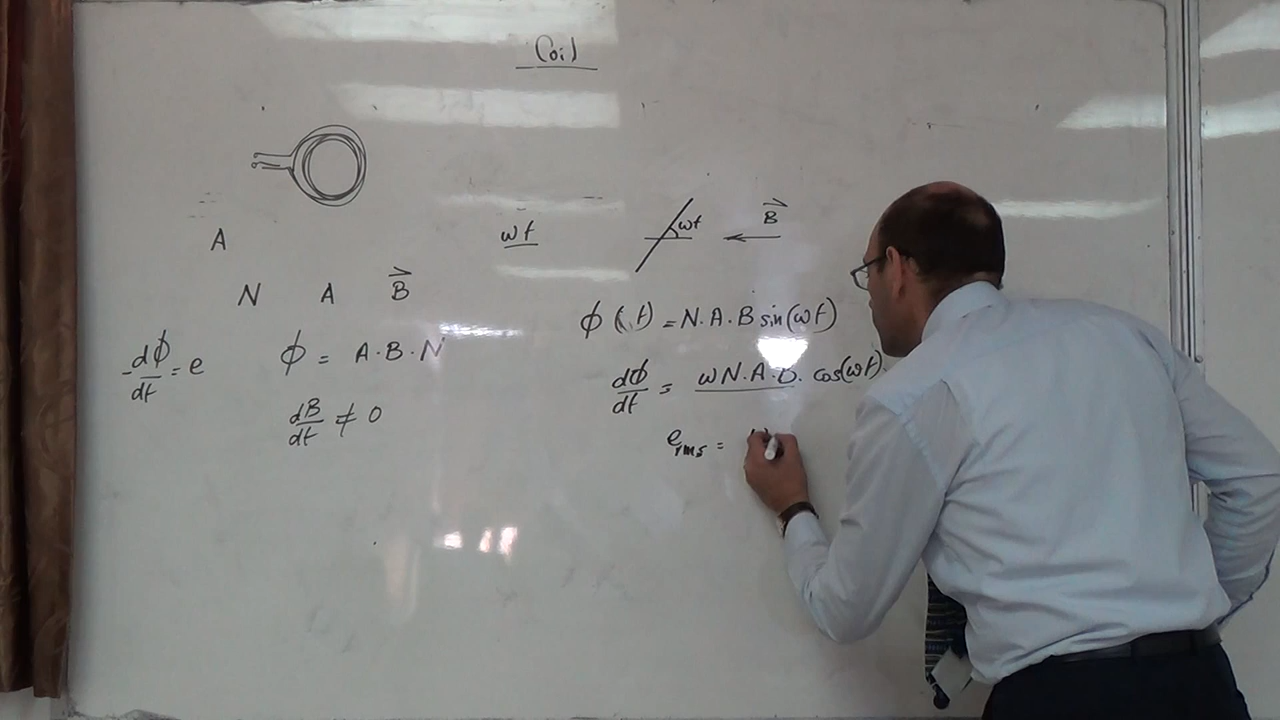 Coil
A
ωt
ωt
B⃗
N A B⃗
ϕ(t) = N.A.B sin(ωt)
-dϕ/dt = e
ϕ = A.B.N
dϕ/dt = ωN.A.B. cos(ωt)
dB/dt ≠ 0
e_rms =